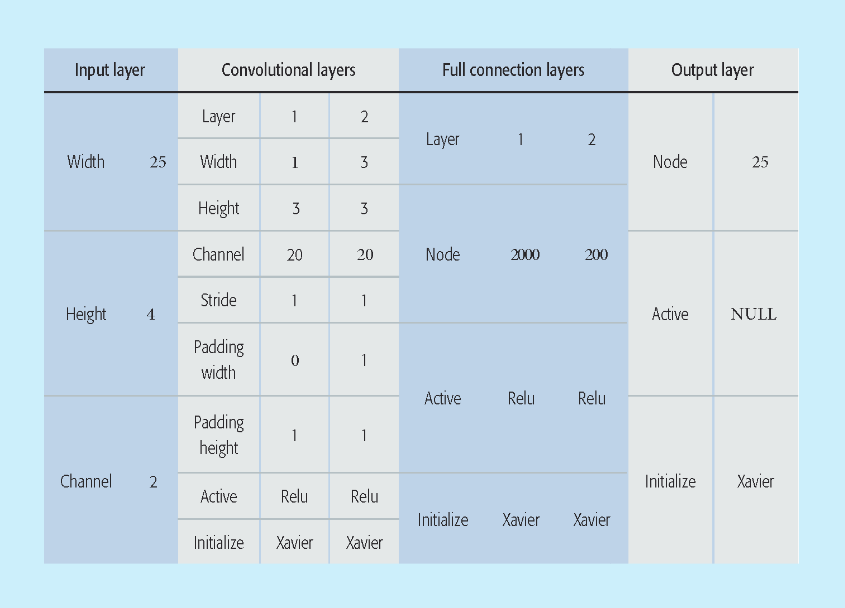 Input layer Convolutional layers Full connection layers Output layer
Layer 1 2
Layer 1 2
Width 25
Width 1 3
Node 25
Height 3 3
Channel 20 20
Node 2000 200
Stride 1 1
Height 4
Active NULL
Padding
width
0 1
Active Relu Relu
Padding
height
1 1
Channel 2
Initialize Xavier
Active Relu Relu
Initialize Xavier Xavier
Initialize Xavier Xavier